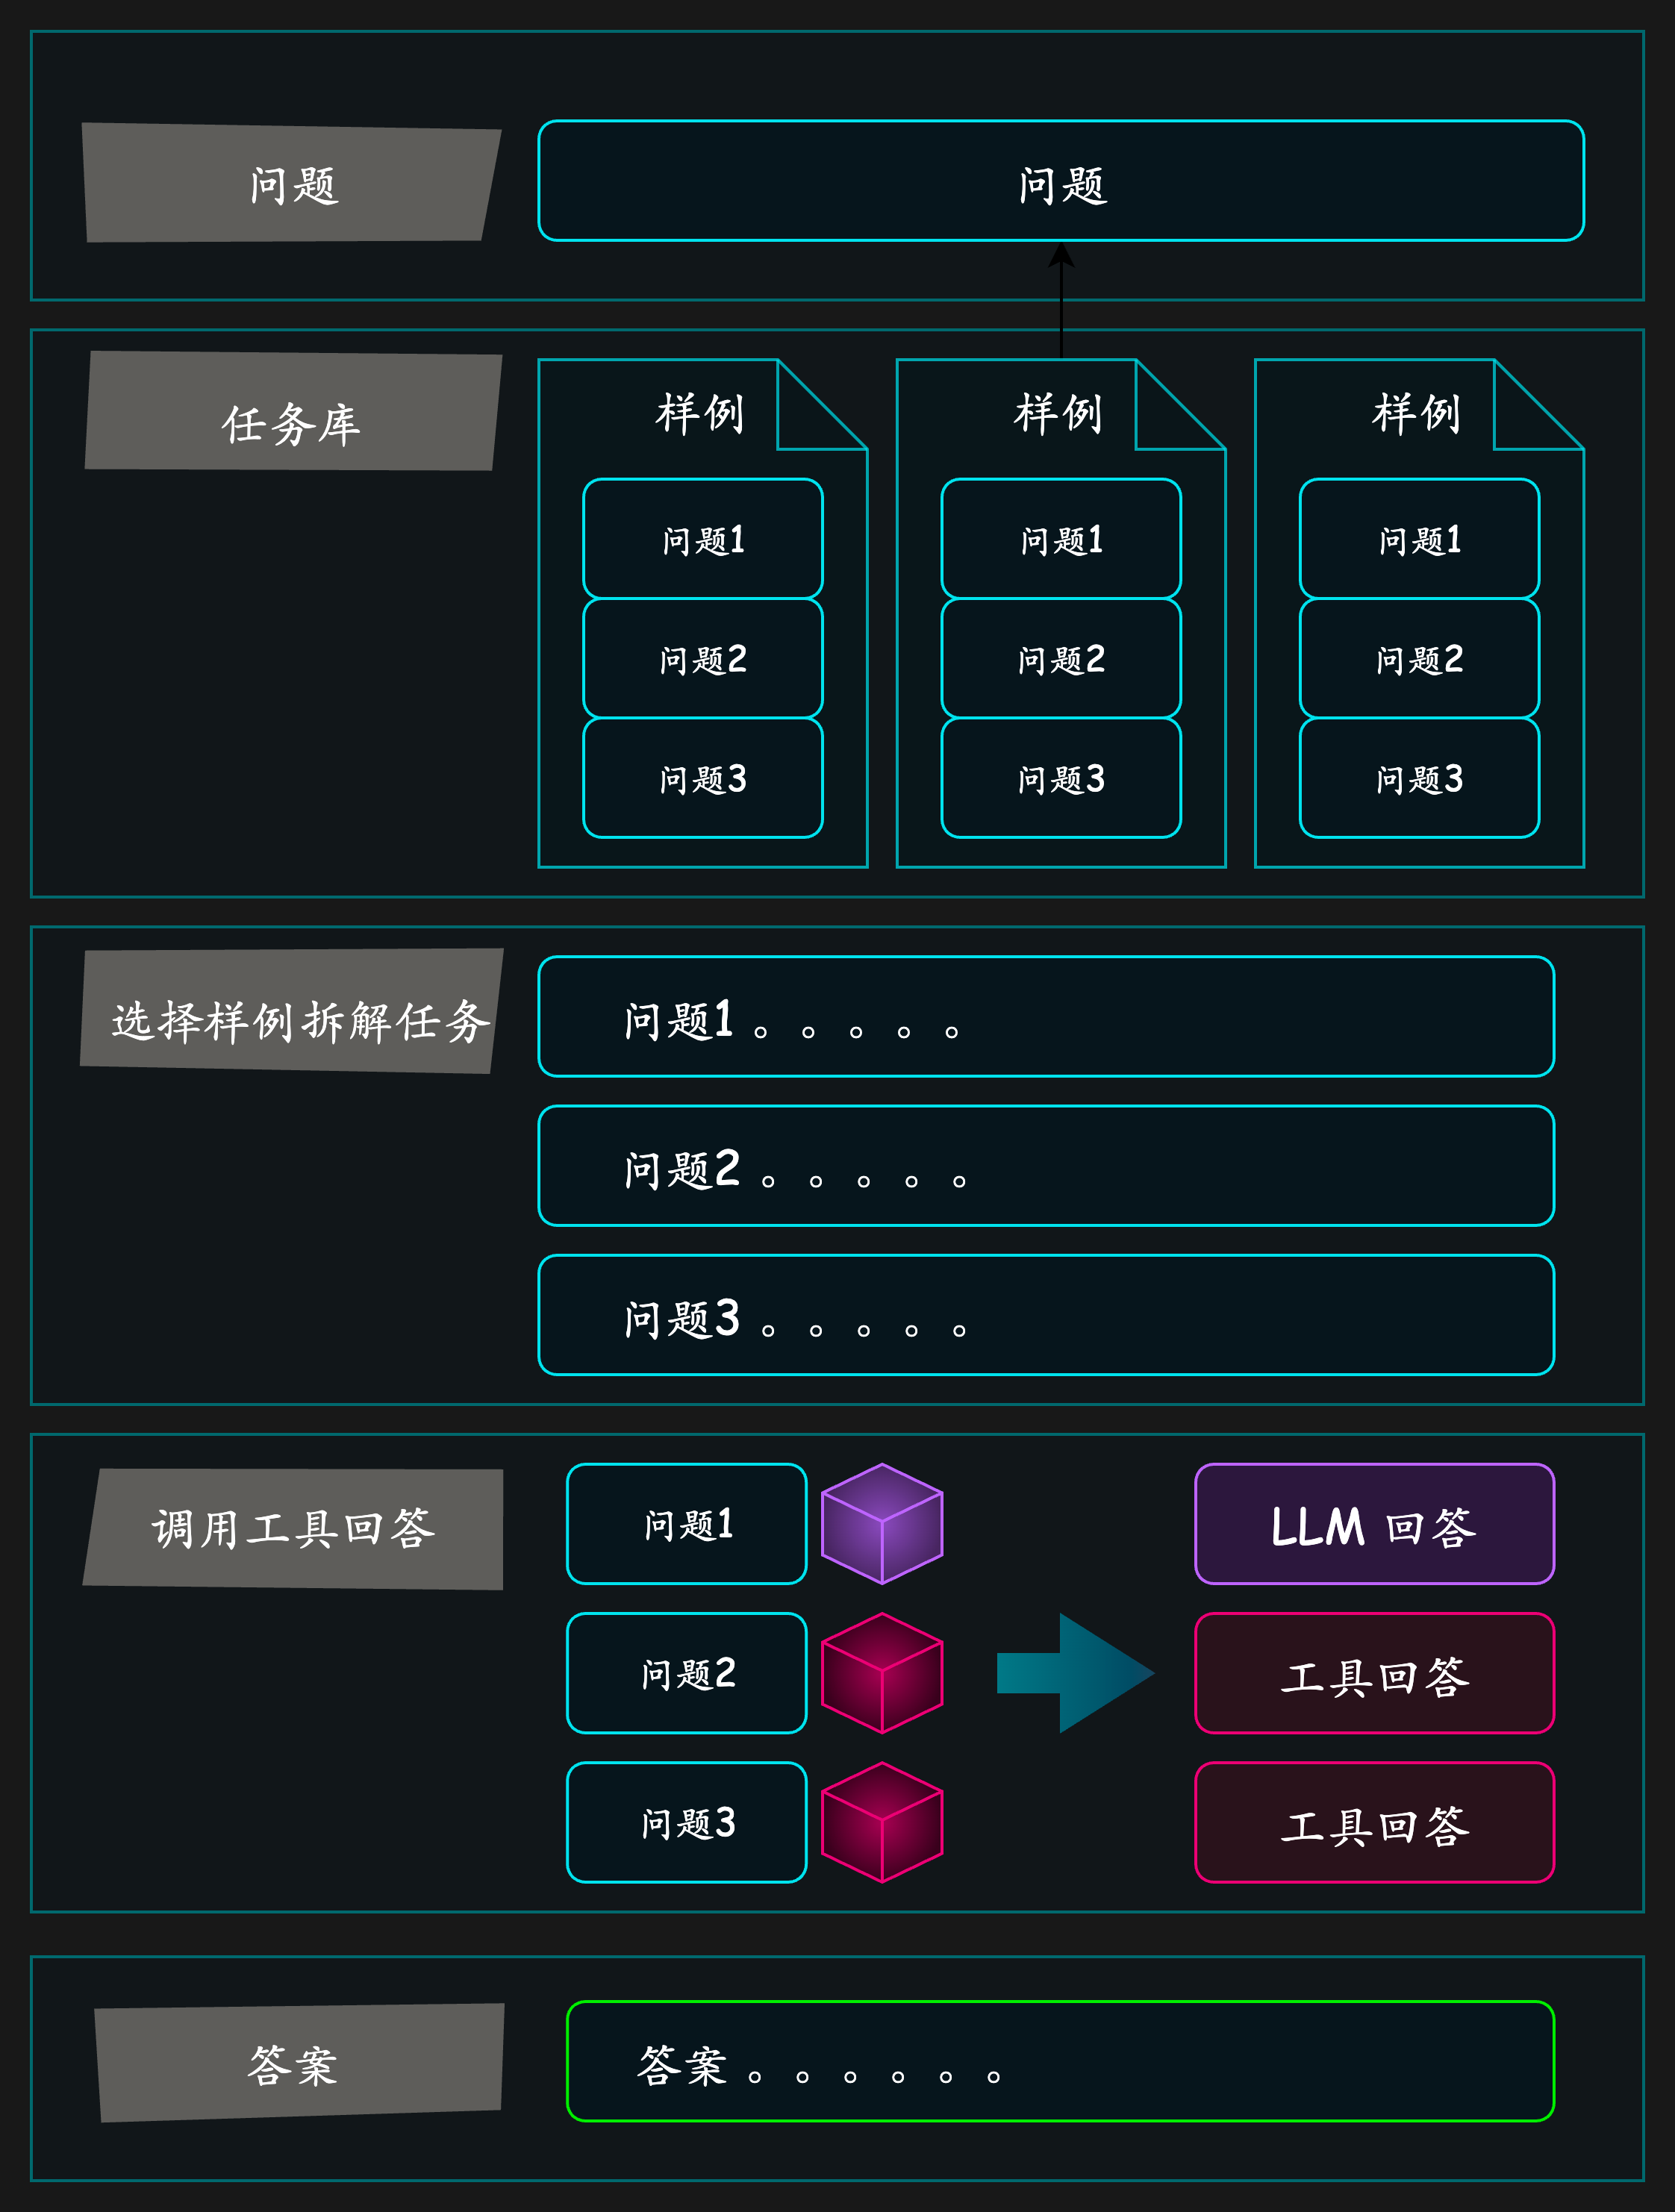 问题
问题
任务库
样例
样例
样例
问题1
问题1
问题1
问题2
问题2
问题2
问题3
问题3
问题3
选择样例拆解任务
问题1。。。。。
问题2。。。。。
问题3。。。。。
调用工具回答
问题1
LLM 回答
问题2
工具回答
问题3
工具回答
答案
答案。。。。。。